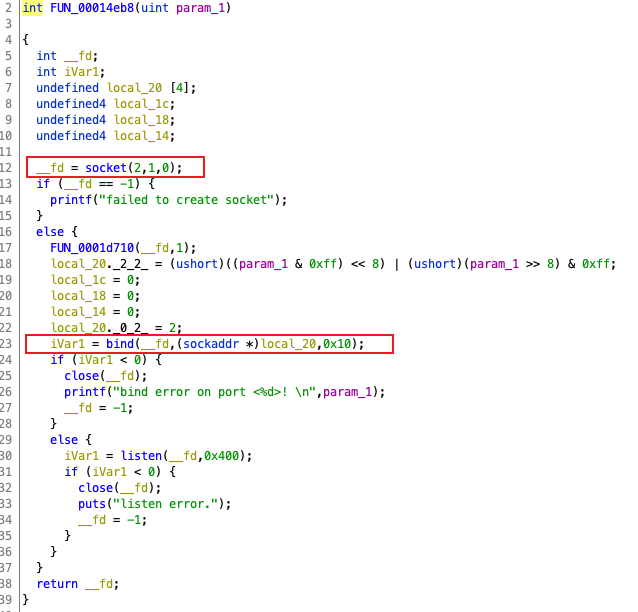 2 int FUN_00014eb8(uint param_1)
3
4 {
5   int __fd;
6   int iVar1;
7   undefined local_20 [4];
8   undefined4 local_1c;
9   undefined4 local_18;
10   undefined4 local_14;
11
12   __fd = socket(2,1,0);
13   if (__fd == -1) {
14     printf("failed to create socket");
15   }
16   else {
17     FUN_0001d710(__fd,1);
18     local_20._2_2_ = (ushort)((param_1 & 0xff) << 8) | (ushort)(param_1 >> 8) & 0xff;
19     local_1c = 0;
20     local_18 = 0;
21     local_14 = 0;
22     local_20._0_2_ = 2;
23     iVar1 = bind(__fd,(sockaddr *)local_20,0x10);
24     if (iVar1 < 0) {
25       close(__fd);
26       printf("bind error on port <%d>! \n",param_1);
27       __fd = -1;
28     }
29     else {
30       iVar1 = listen(__fd,0x400);
31       if (iVar1 < 0) {
32         close(__fd);
33         puts("listen error.");
34         __fd = -1;
35       }
36     }
37   }
38   return __fd;
39 }